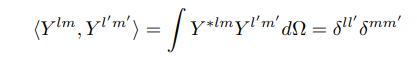 ⟨Y^{lm}, Y^{l'm'}⟩ = ∫ Y^{*lm} Y^{l'm'} dΩ = δ^{ll'} δ^{mm'}